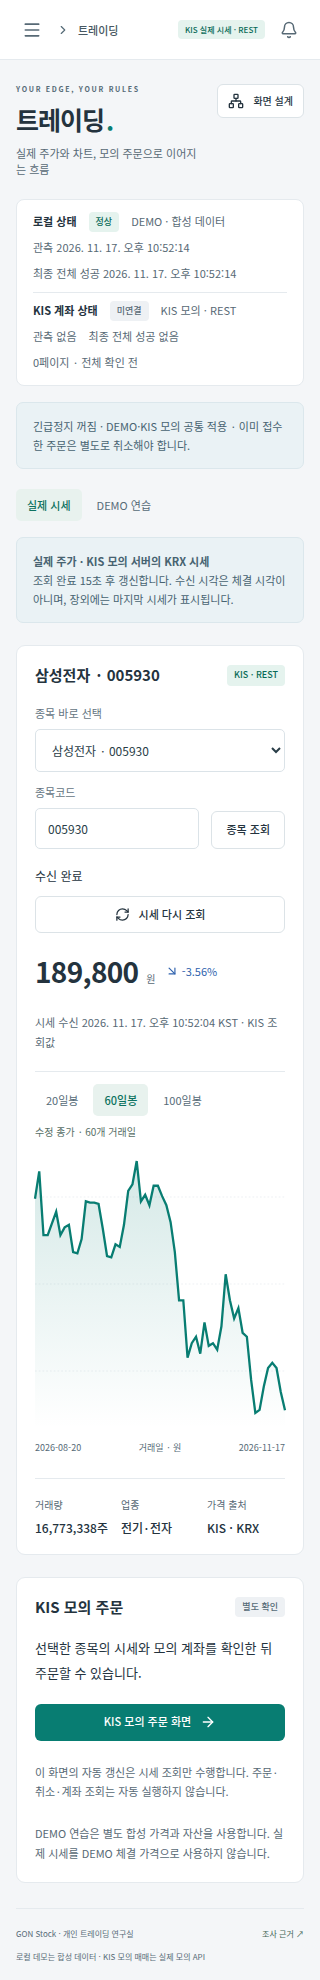 트레이딩
KIS 실제 시세 · REST
YOUR EDGE, YOUR RULES
트레이딩.
화면 설계
실제 주가와 차트, 모의 주문으로 이어지
는 흐름
로컬 상태 정상 DEMO · 합성 데이터
관측 2026. 11. 17. 오후 10:52:14
최종 전체 성공 2026. 11. 17. 오후 10:52:14
KIS 계좌 상태 미연결 KIS 모의 · REST
관측 없음 최종 전체 성공 없음
0페이지 · 전체 확인 전
긴급정지 꺼짐 · DEMO·KIS 모의 공통 적용 · 이미 접수
한 주문은 별도로 취소해야 합니다.
실제 시세 DEMO 연습
실제 주가 · KIS 모의 서버의 KRX 시세
조회 완료 15초 후 갱신합니다. 수신 시각은 체결 시각이
아니며, 장외에는 마지막 시세가 표시됩니다.
삼성전자 · 005930 KIS · REST
종목 바로 선택
삼성전자 · 005930
종목코드
005930 종목 조회
수신 완료
시세 다시 조회
189,800 원 -3.56%
시세 수신 2026. 11. 17. 오후 10:52:04 KST · KIS 조
회값
20일봉 60일봉 100일봉
수정 종가 · 60개 거래일
2026-08-20 거래일 · 원 2026-11-17
거래량 업종 가격 출처
16,773,338주 전기·전자 KIS · KRX
KIS 모의 주문 별도 확인
선택한 종목의 시세와 모의 계좌를 확인한 뒤
주문할 수 있습니다.
KIS 모의 주문 화면
이 화면의 자동 갱신은 시세 조회만 수행합니다. 주문·
취소·계좌 조회는 자동 실행하지 않습니다.
DEMO 연습은 별도 합성 가격과 자산을 사용합니다. 실
제 시세를 DEMO 체결 가격으로 사용하지 않습니다.
GON Stock · 개인 트레이딩 연구실 조사 근거 ↗
로컬 데모는 합성 데이터 · KIS 모의 매매는 실제 모의 API